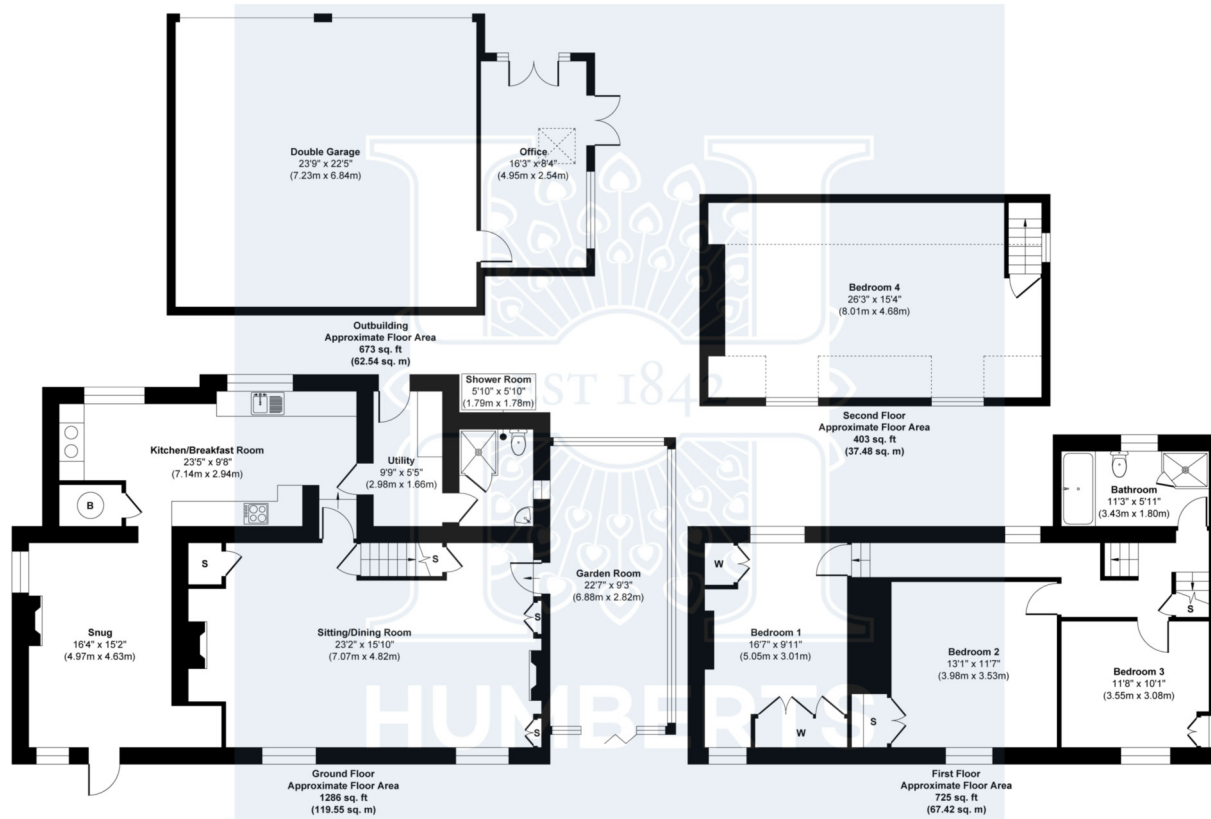 Double Garage
23'9" x 22'5"
(7.23m x 6.84m)
Office
16'3" x 8'4"
(4.95m x 2.54m)
Outbuilding
Approximate Floor Area
673 sq. ft
(62.54 sq. m)
Bedroom 4
26'3" x 15'4"
(8.01m x 4.68m)
Second Floor
Approximate Floor Area
403 sq. ft
(37.48 sq. m)
EST 1842
Shower Room
5'10" x 5'10"
(1.79m x 1.78m)
Kitchen/Breakfast Room
23'5" x 9'8"
(7.14m x 2.94m)
Utility
9'9" x 5'5"
(2.98m x 1.66m)
B
S
S
Garden Room
22'7" x 9'3"
(6.88m x 2.82m)
S
Snug
16'4" x 15'2"
(4.97m x 4.63m)
Sitting/Dining Room
23'2" x 15'10"
(7.07m x 4.82m)
S
Ground Floor
Approximate Floor Area
1286 sq. ft
(119.55 sq. m)
Bathroom
11'3" x 5'11"
(3.43m x 1.80m)
W
S
Bedroom 1
16'7" x 9'11"
(5.05m x 3.01m)
Bedroom 2
13'1" x 11'7"
(3.98m x 3.53m)
Bedroom 3
11'8" x 10'1"
(3.55m x 3.08m)
S
W
HUMBERTS
First Floor
Approximate Floor Area
725 sq. ft
(67.42 sq. m)